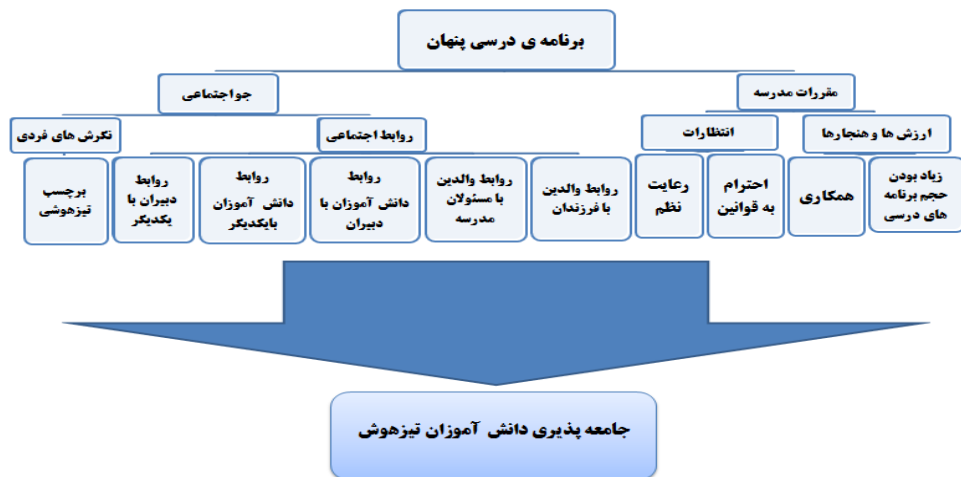 برنامه ی درسی پنهان
مقررات مدرسه
جو اجتماعی
ارزش ها و هنجارها
انتظارات
روابط اجتماعی
نگرش های فردی
زیاد بودن
حجم برنامه
های درسی
همکاری
احترام
به قوانین
رعایت
نظم
روابط والدین
با فرزندان
روابط والدین
با مسئولان
مدرسه
روابط
دانش آموزان با
دبیران
روابط
دانش آموزان
بایکدیگر
روابط
دبیران با
یکدیگر
برچسب
تیزهوشی
جامعه پذیری دانش آموزان تیزهوش